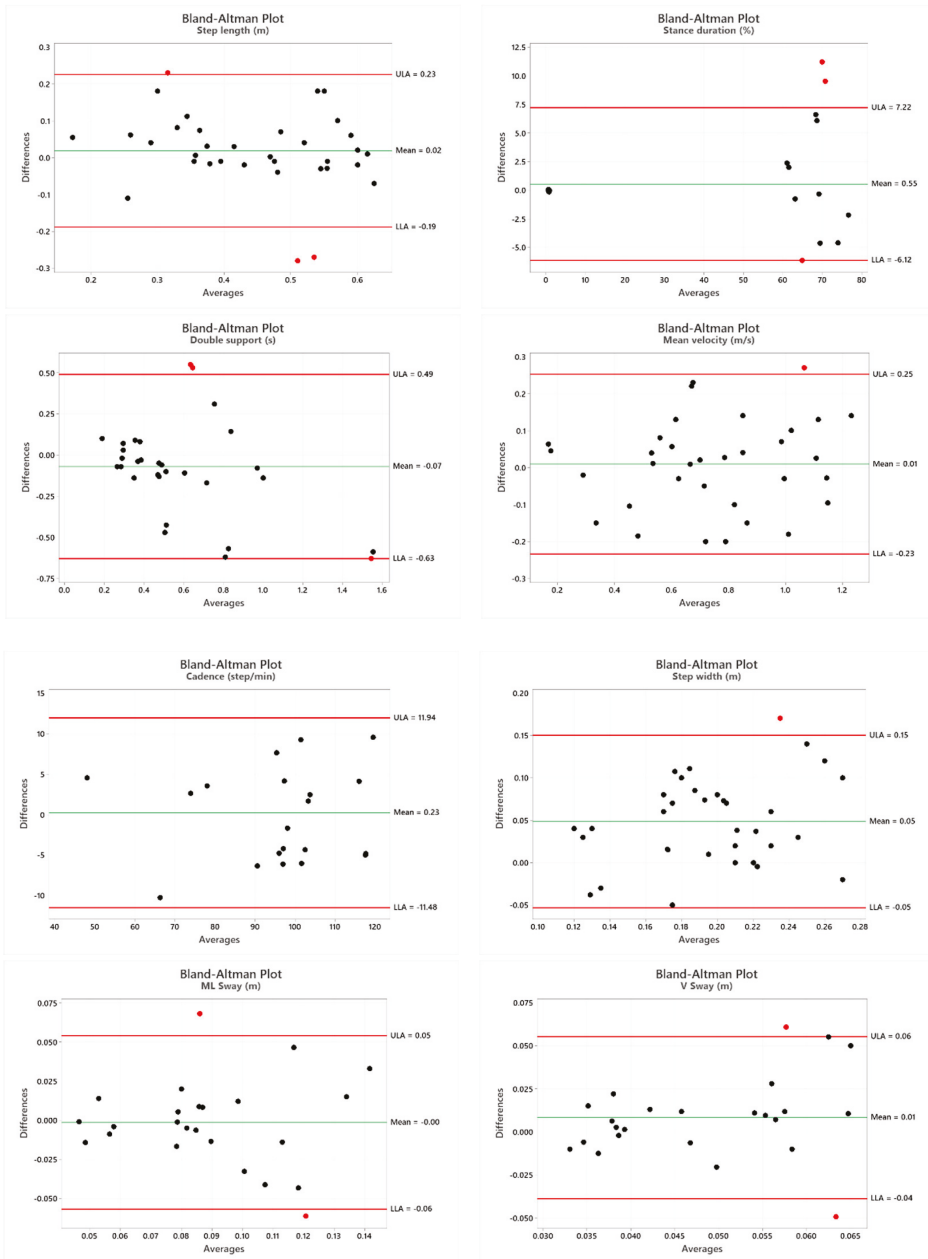 Bland-Altman Plot
Step length (m)
0.3
0.2
0.1
0.0
-0.1
-0.2
-0.3
Differences
ULA = 0.23
Mean = 0.02
LLA = -0.19
0.2 0.3 0.4 0.5 0.6
Averages
Bland-Altman Plot
Stance duration (%)
12.5
10.0
7.5
5.0
2.5
0.0
-2.5
-5.0
Differences
ULA = 7.22
Mean = 0.55
LLA = -6.12
0 10 20 30 40 50 60 70 80
Averages
Bland-Altman Plot
Double support (s)
0.50
0.25
0.00
-0.25
-0.50
-0.75
Differences
ULA = 0.49
Mean = -0.07
LLA = -0.63
0.0 0.2 0.4 0.6 0.8 1.0 1.2 1.4 1.6
Averages
Bland-Altman Plot
Mean velocity (m/s)
0.3
0.2
0.1
0.0
-0.1
-0.2
-0.3
Differences
ULA = 0.25
Mean = 0.01
LLA = -0.23
0.2 0.4 0.6 0.8 1.0 1.2
Averages
Bland-Altman Plot
Cadence (step/min)
15
10
5
0
-5
-10
Differences
ULA = 11.94
Mean = 0.23
LLA = -11.48
40 50 60 70 80 90 100 110 120
Averages
Bland-Altman Plot
Step width (m)
0.20
0.15
0.10
0.05
0.00
-0.05
Differences
ULA = 0.15
Mean = 0.05
LLA = -0.05
0.10 0.12 0.14 0.16 0.18 0.20 0.22 0.24 0.26 0.28
Averages
Bland-Altman Plot
ML Sway (m)
0.075
0.050
0.025
0.000
-0.025
-0.050
Differences
ULA = 0.05
Mean = -0.00
LLA = -0.06
0.05 0.06 0.07 0.08 0.09 0.10 0.11 0.12 0.13 0.14
Averages
Bland-Altman Plot
V Sway (m)
0.075
0.050
0.025
0.000
-0.025
-0.050
Differences
ULA = 0.06
Mean = 0.01
LLA = -0.04
0.030 0.035 0.040 0.045 0.050 0.055 0.060 0.065
Averages